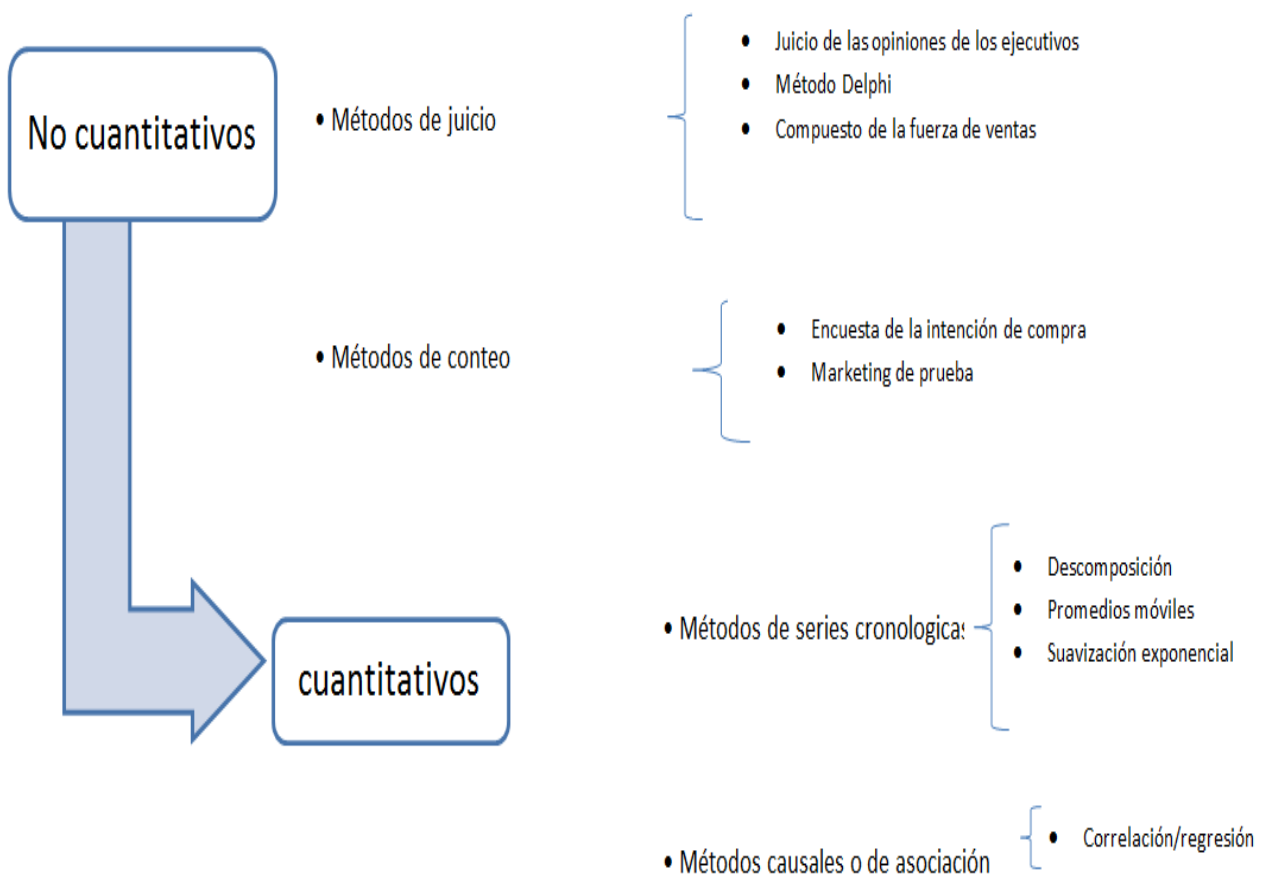 No cuantitativos
• Métodos de juicio
• Juicio de las opiniones de los ejecutivos
• Método Delphi
• Compuesto de la fuerza de ventas
• Métodos de conteo
• Encuesta de la intención de compra
• Marketing de prueba
cuantitativos
• Métodos de series cronologicas
• Descomposición
• Promedios móviles
• Suavización exponencial
• Métodos causales o de asociación
• Correlación/regresión